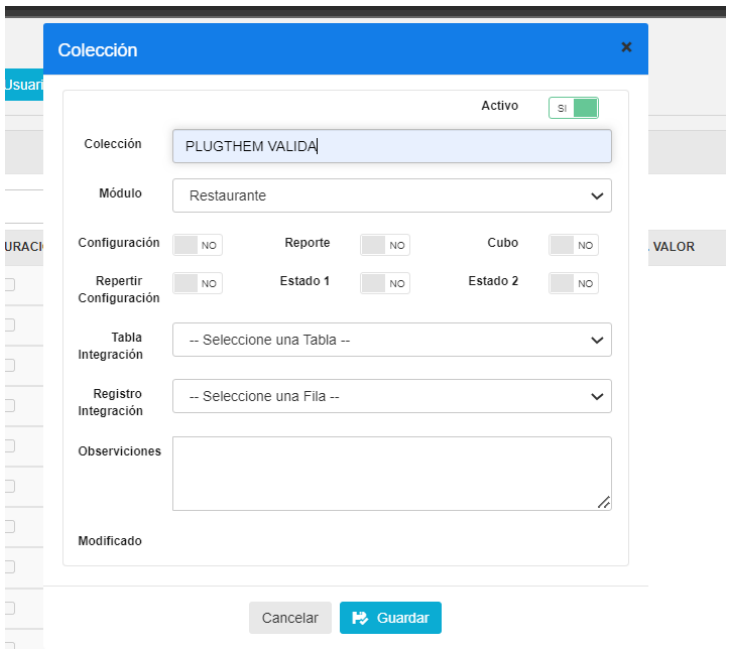 Colección
×
Usuari
Activo
SI
Colección
PLUGTHEM VALIDA
Módulo
Restaurante
URACI
Configuración
NO
Reporte
NO
Cubo
NO
VALOR
Repertir
Configuración
NO
Estado 1
NO
Estado 2
NO
Tabla
Integración
-- Seleccione una Tabla --
Registro
Integración
-- Seleccione una Fila --
Observiciones
Modificado
Cancelar
Guardar